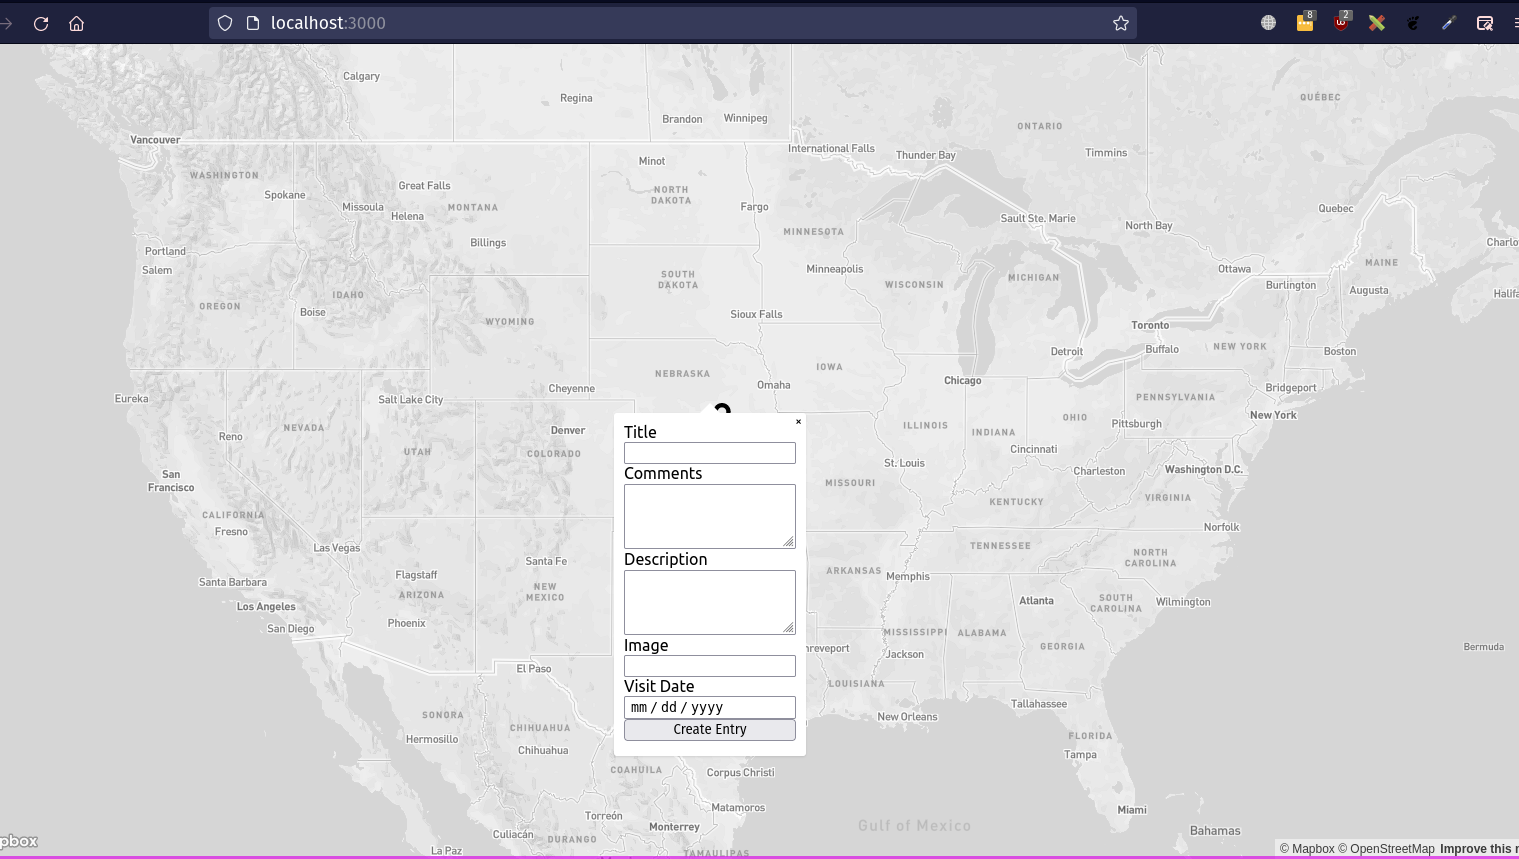 localhost:3000
8
2
Calgary
Regina
QUÉBEC
Brandon
Winnipeg
ONTARIO
Vancouver
International Falls
Thunder Bay
Timmins
Minot
WASHINGTON
Spokane
Great Falls
NORTH
DAKOTA
Missoula
Helena
MONTANA
Fargo
Sault Ste. Marie
Quebec
North Bay
MINNESOTA
Billings
Charlo
Portland
Salem
Minneapolis
Ottawa
MAINE
SOUTH
DAKOTA
WISCONSIN
MICHIGAN
Burlington
Augusta
Halifa
IDAHO
OREGON
Boise
WYOMING
Sioux Falls
Toronto
Buffalo
NEW YORK
Detroit
Boston
NEBRASKA
IOWA
Chicago
Omaha
Cheyenne
Bridgeport
Eureka
Salt Lake City
PENNSYLVANIA
New York
NEVADA
Reno
Denver
OHIO
Pittsburgh
ILLINOIS
INDIANA
UTAH
COLORADO
Cincinnati
St. Louis
Charleston
Washington D.C.
San
Francisco
MISSOURI
KENTUCKY
VIRGINIA
CALIFORNIA
Fresno
Norfolk
Las Vegas
TENNESSEE
NORTH
CAROLINA
Santa Fe
ARKANSAS
Memphis
Flagstaff
Santa Barbara
ARIZONA
NEW
MEXICO
Los Angeles
Atlanta
SOUTH
CAROLINA
Wilmington
San Diego
Phoenix
MISSISSIPPI
ALABAMA
GEORGIA
Bermuda
hreveport
Jackson
El Paso
LOUISIANA
Tallahassee
New Orleans
SONORA
CHIHUAHUA
Hermosillo
Chihuahua
FLORIDA
Tampa
COAHUILA
Corpus Christi
Matamoros
Miami
Torreón
Monterrey
Gulf of Mexico
Bahamas
Culiacán
DURANGO
La Paz
TAMAULIPAS
×
Title
Comments
Description
Image
Visit Date
mm / dd / yyyy
Create Entry
pbox
© Mapbox © OpenStreetMap Improve this m